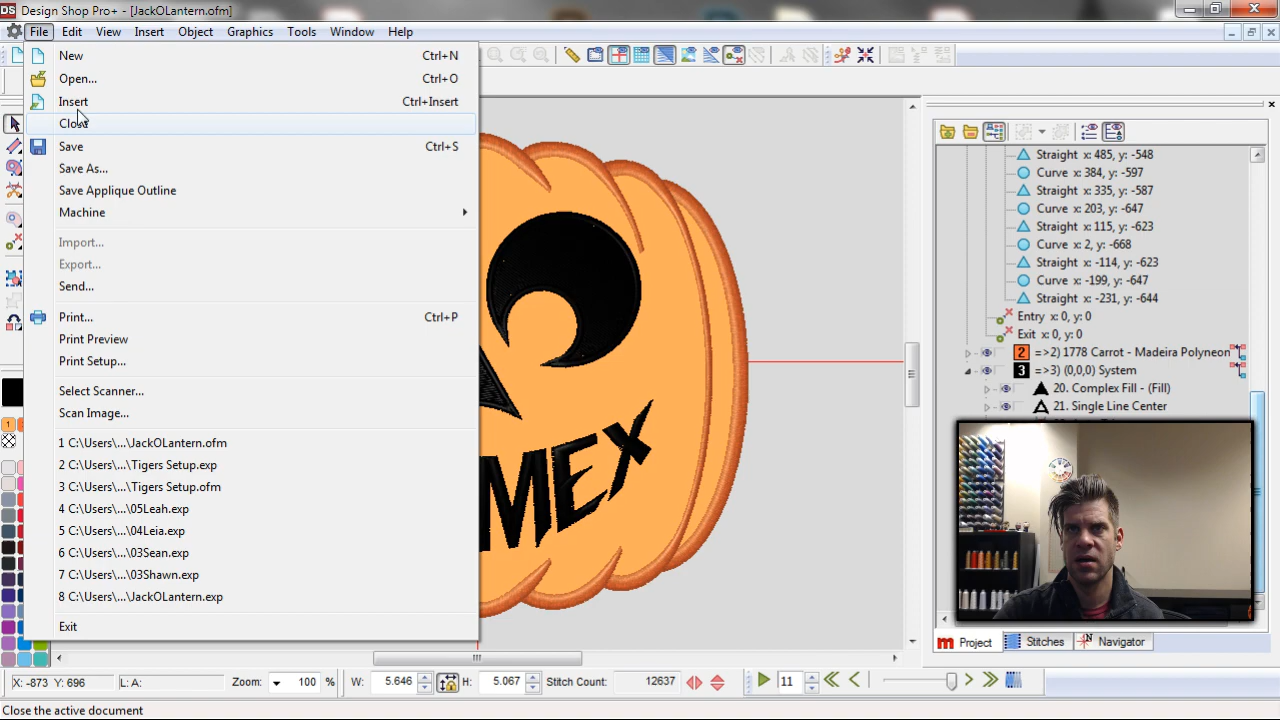 DS Design Shop Pro+ - [JackOLantern.ofm]
File Edit View Insert Object Graphics Tools Window Help
New Ctrl+N
Open... Ctrl+O
Insert Ctrl+Insert
Close
Save Ctrl+S
Save As...
Save Applique Outline
Machine
Import...
Export...
Send...
Print... Ctrl+P
Print Preview
Print Setup...
Select Scanner...
Scan Image...
1 C:\Users\...\JackOLantern.ofm
2 C:\Users\...\Tigers Setup.exp
3 C:\Users\...\Tigers Setup.ofm
4 C:\Users\...\05Leah.exp
5 C:\Users\...\04Leia.exp
6 C:\Users\...\03Sean.exp
7 C:\Users\...\03Shawn.exp
8 C:\Users\...\JackOLantern.exp
Exit
1
MEX
Straight x: 485, y: -548
Curve x: 384, y: -597
Straight x: 335, y: -587
Curve x: 203, y: -647
Straight x: 115, y: -623
Curve x: 2, y: -668
Straight x: -114, y: -623
Curve x: -199, y: -647
Straight x: -231, y: -644
Entry x: 0, y: 0
Exit x: 0, y: 0
2 =>2) 1778 Carrot - Madeira Polyneon
3 =>3) (0,0,0) System
20. Complex Fill - (Fill)
21. Single Line Center
m Project Stitches N Navigator
X: -873 Y: 696 L: A: Zoom: 100 % W: 5.646 H: 5.067 Stitch Count: 12637 11
Close the active document